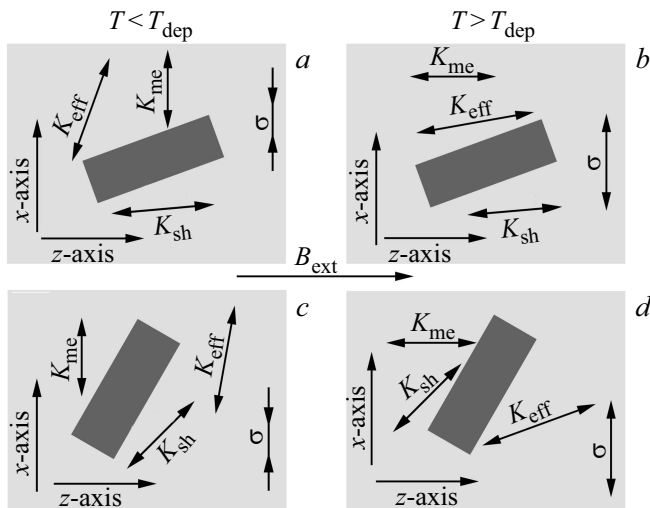 T < T_dep
T > T_dep
a
K_eff
K_me
σ
x-axis
K_sh
z-axis
b
K_me
K_eff
σ
x-axis
K_sh
z-axis
B_ext
c
K_me
K_eff
x-axis
K_sh
σ
z-axis
d
K_me
K_sh
K_eff
x-axis
σ
z-axis